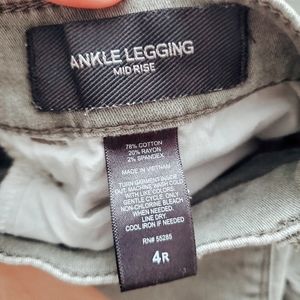 ANKLE LEGGING
MID RISE
78% COTTON
20% RAYON
2% SPANDEX
MADE IN VIETNAM
TURN GARMENT INSIDE
OUT. MACHINE WASH COLD
WITH LIKE COLORS.
GENTLE CYCLE. ONLY
NON-CHLORINE BLEACH
WHEN NEEDED.
LINE DRY.
COOL IRON IF NEEDED
RN# 55285
4R